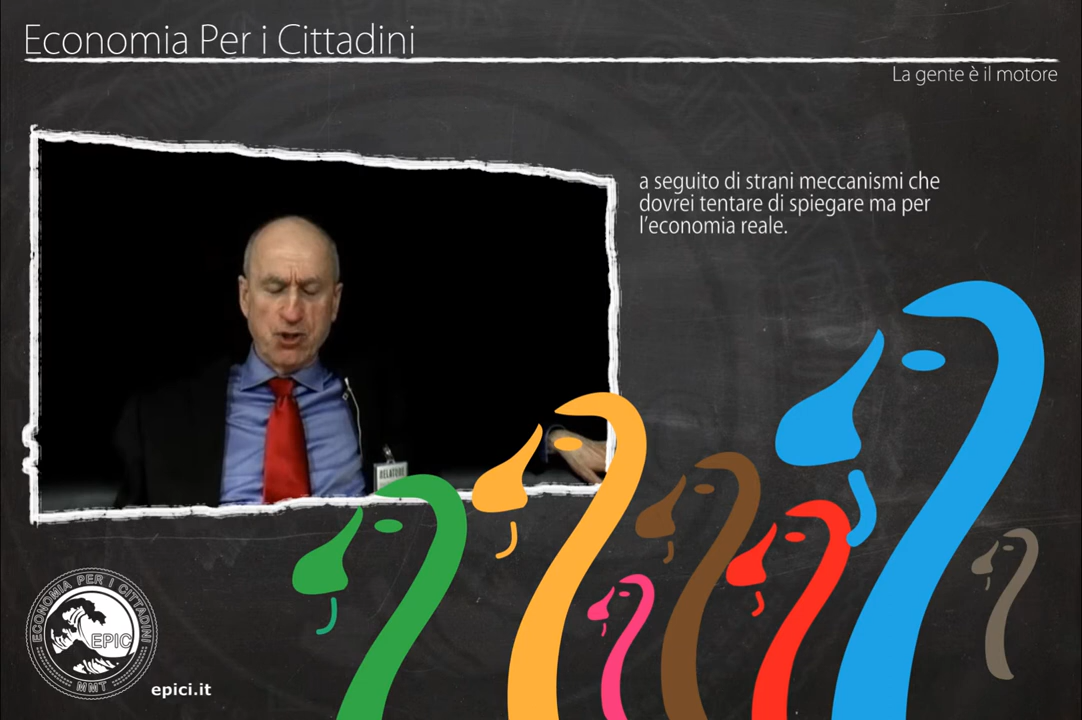 Economia Per i Cittadini
La gente è il motore
a seguito di strani meccanismi che
dovrei tentare di spiegare ma per
l'economia reale.
RELATORE
ECONOMIA PER I CITTADINI
EPIC
MMT
epici.it